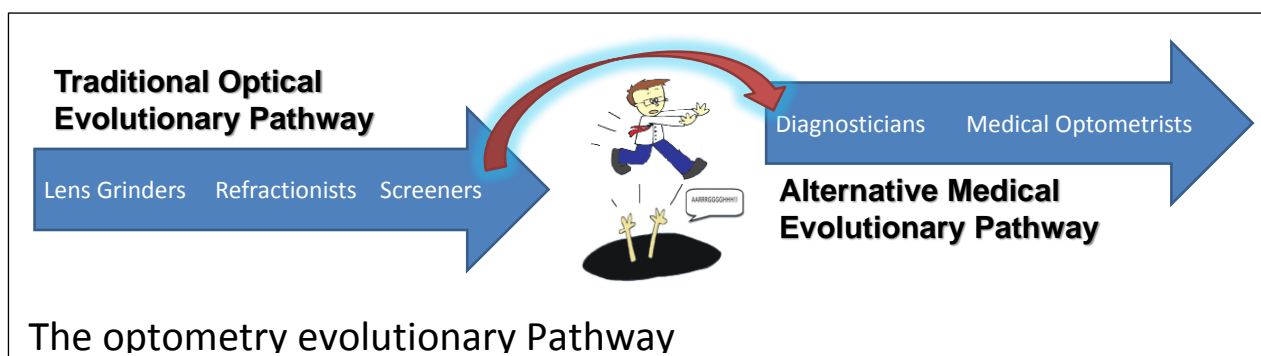 Traditional Optical
Evolutionary Pathway
Lens Grinders Refractionists Screeners
AARRRGGGGHHH!!
Diagnosticians Medical Optometrists
Alternative Medical
Evolutionary Pathway
The optometry evolutionary Pathway